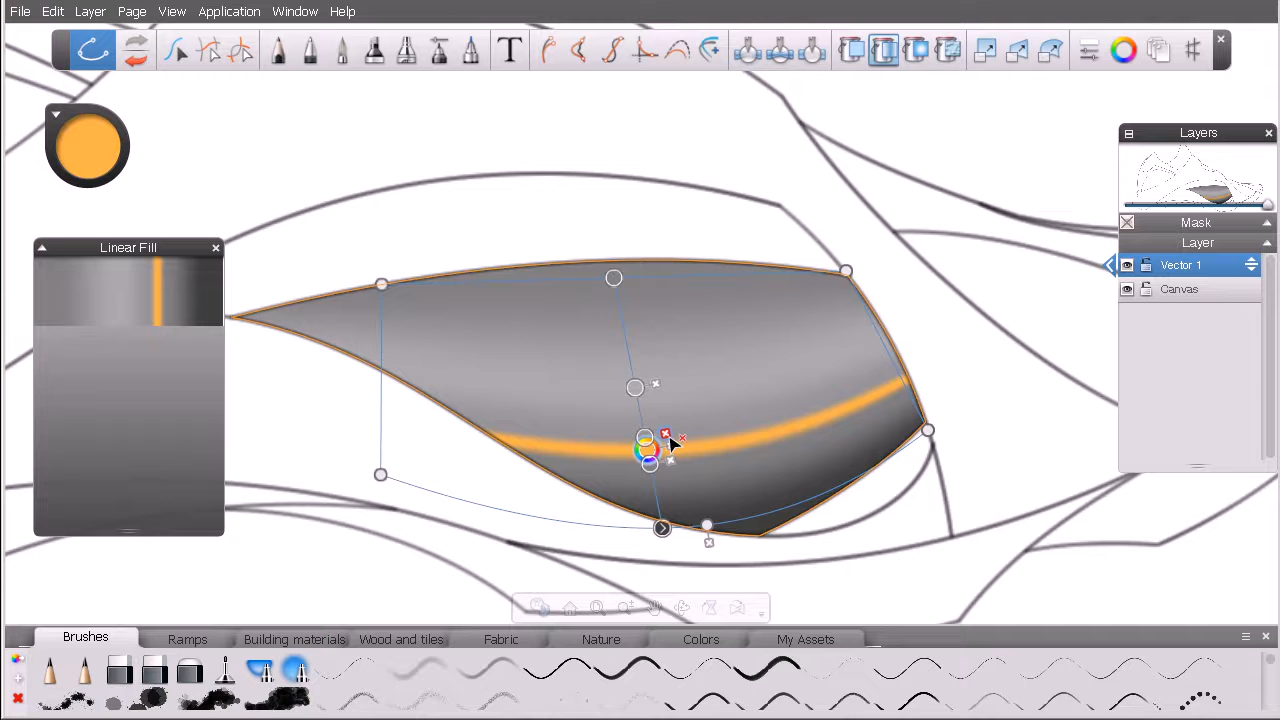 File Edit Layer Page View Application Window Help
T
Layers
Linear Fill
Mask
Layer
Vector 1
Canvas
Brushes Ramps Building materials Wood and tiles Fabric Nature Colors My Assets